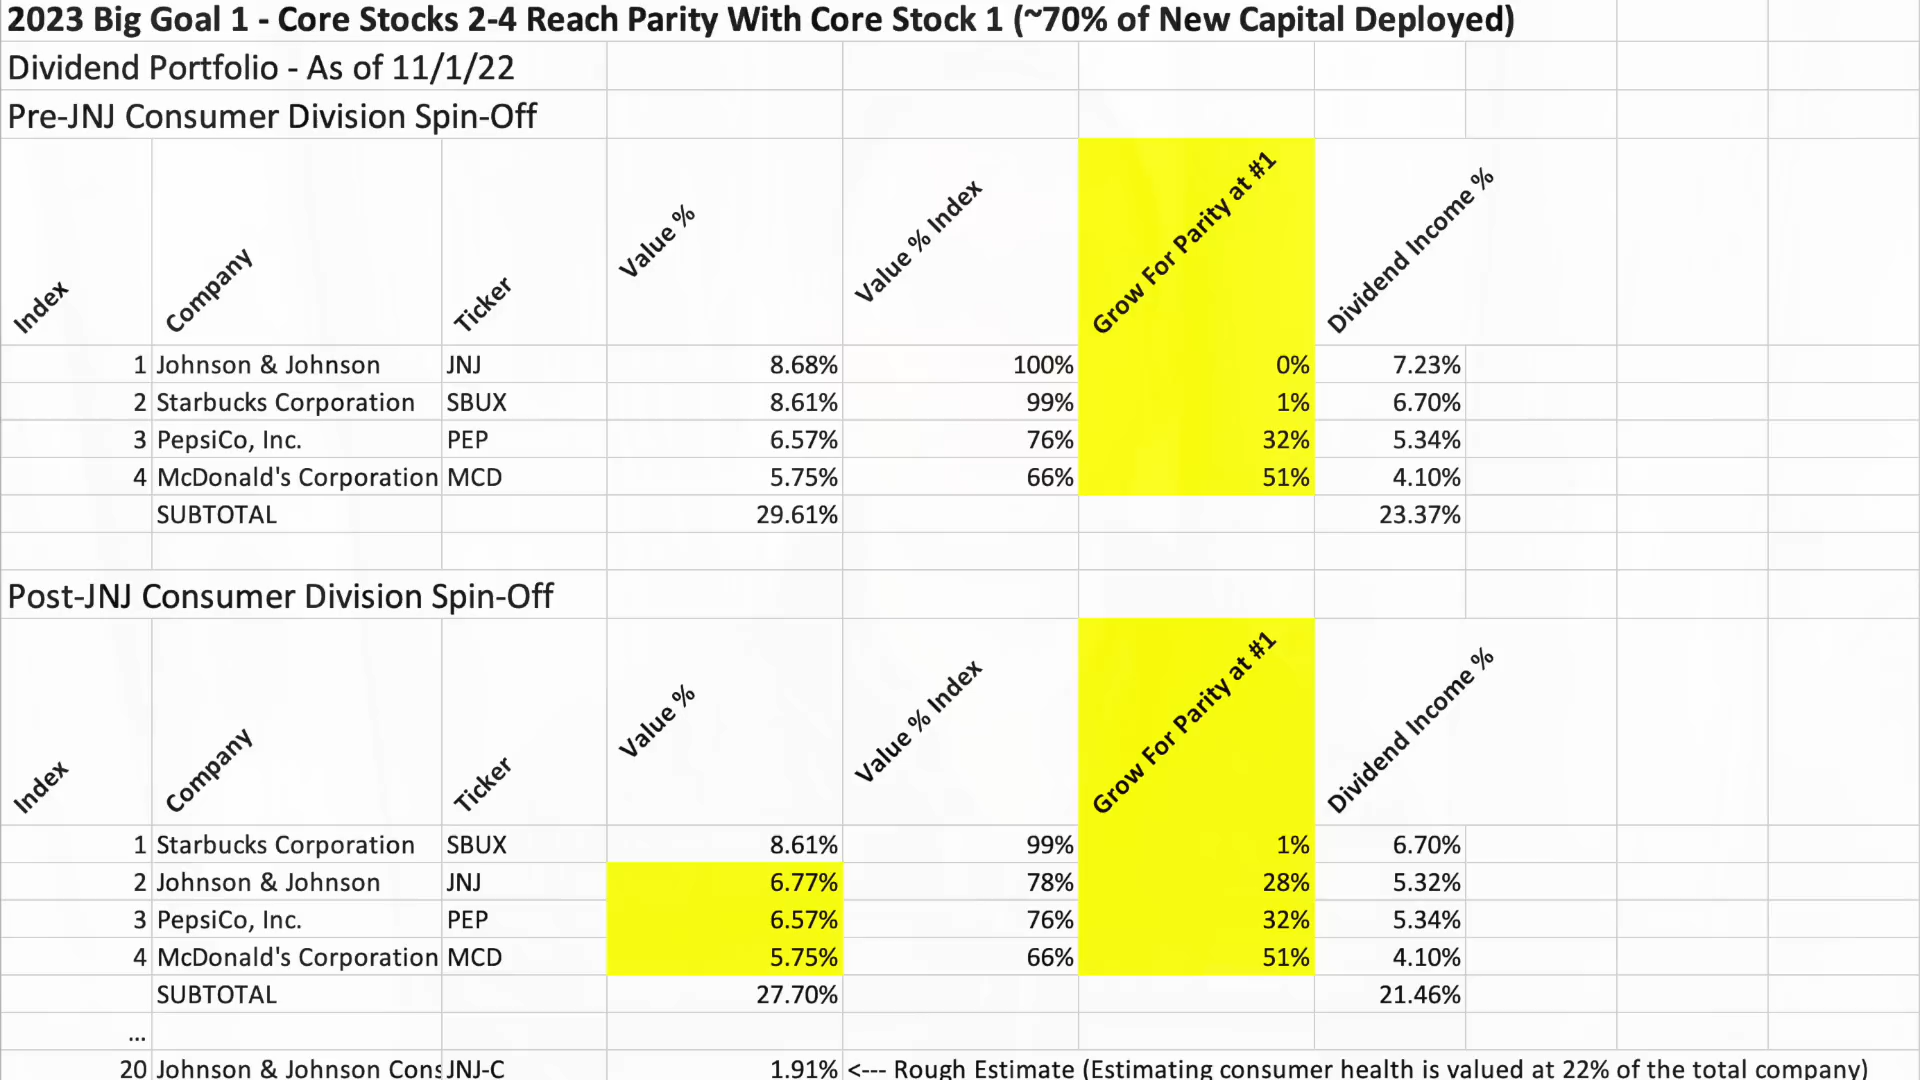 2023 Big Goal 1 - Core Stocks 2-4 Reach Parity With Core Stock 1 (~70% of New Capital Deployed)
Dividend Portfolio - As of 11/1/22
Pre-JNJ Consumer Division Spin-Off
Index Company Ticker Value % Value % Index Grow For Parity at #1 Dividend Income %
1 Johnson & Johnson JNJ 8.68% 100% 0% 7.23%
2 Starbucks Corporation SBUX 8.61% 99% 1% 6.70%
3 PepsiCo, Inc. PEP 6.57% 76% 32% 5.34%
4 McDonald's Corporation MCD 5.75% 66% 51% 4.10%
SUBTOTAL 29.61% 23.37%
Post-JNJ Consumer Division Spin-Off
Index Company Ticker Value % Value % Index Grow For Parity at #1 Dividend Income %
1 Starbucks Corporation SBUX 8.61% 99% 1% 6.70%
2 Johnson & Johnson JNJ 6.77% 78% 28% 5.32%
3 PepsiCo, Inc. PEP 6.57% 76% 32% 5.34%
4 McDonald's Corporation MCD 5.75% 66% 51% 4.10%
SUBTOTAL 27.70% 21.46%
...
20 Johnson & Johnson Cons JNJ-C 1.91% <--- Rough Estimate (Estimating consumer health is valued at 22% of the total company)